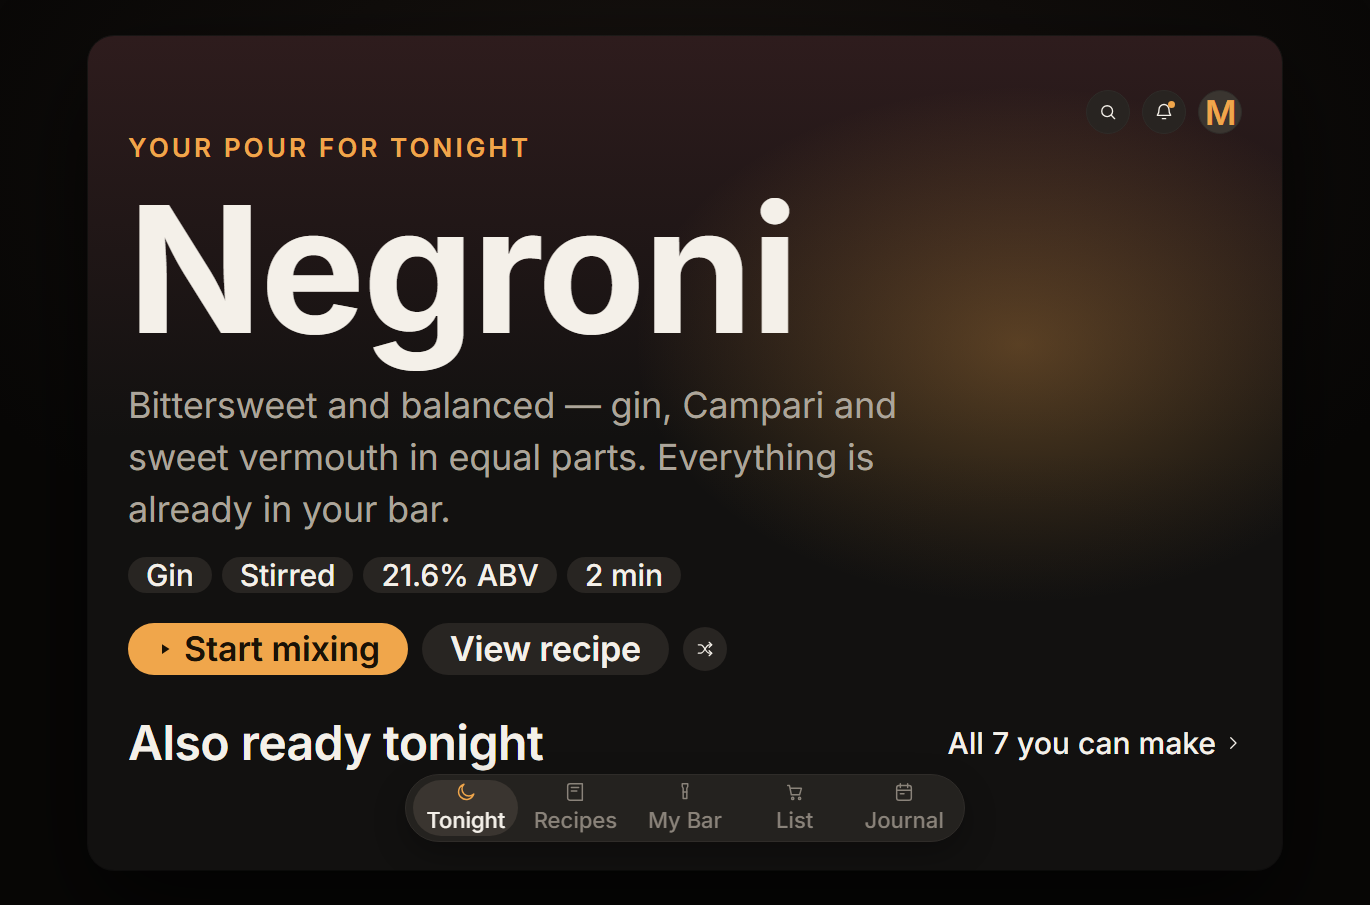 M
YOUR POUR FOR TONIGHT
Negroni
Bittersweet and balanced — gin, Campari and
sweet vermouth in equal parts. Everything is
already in your bar.
Gin Stirred 21.6% ABV 2 min
Start mixing View recipe
Also ready tonight All 7 you can make
Tonight Recipes My Bar List Journal